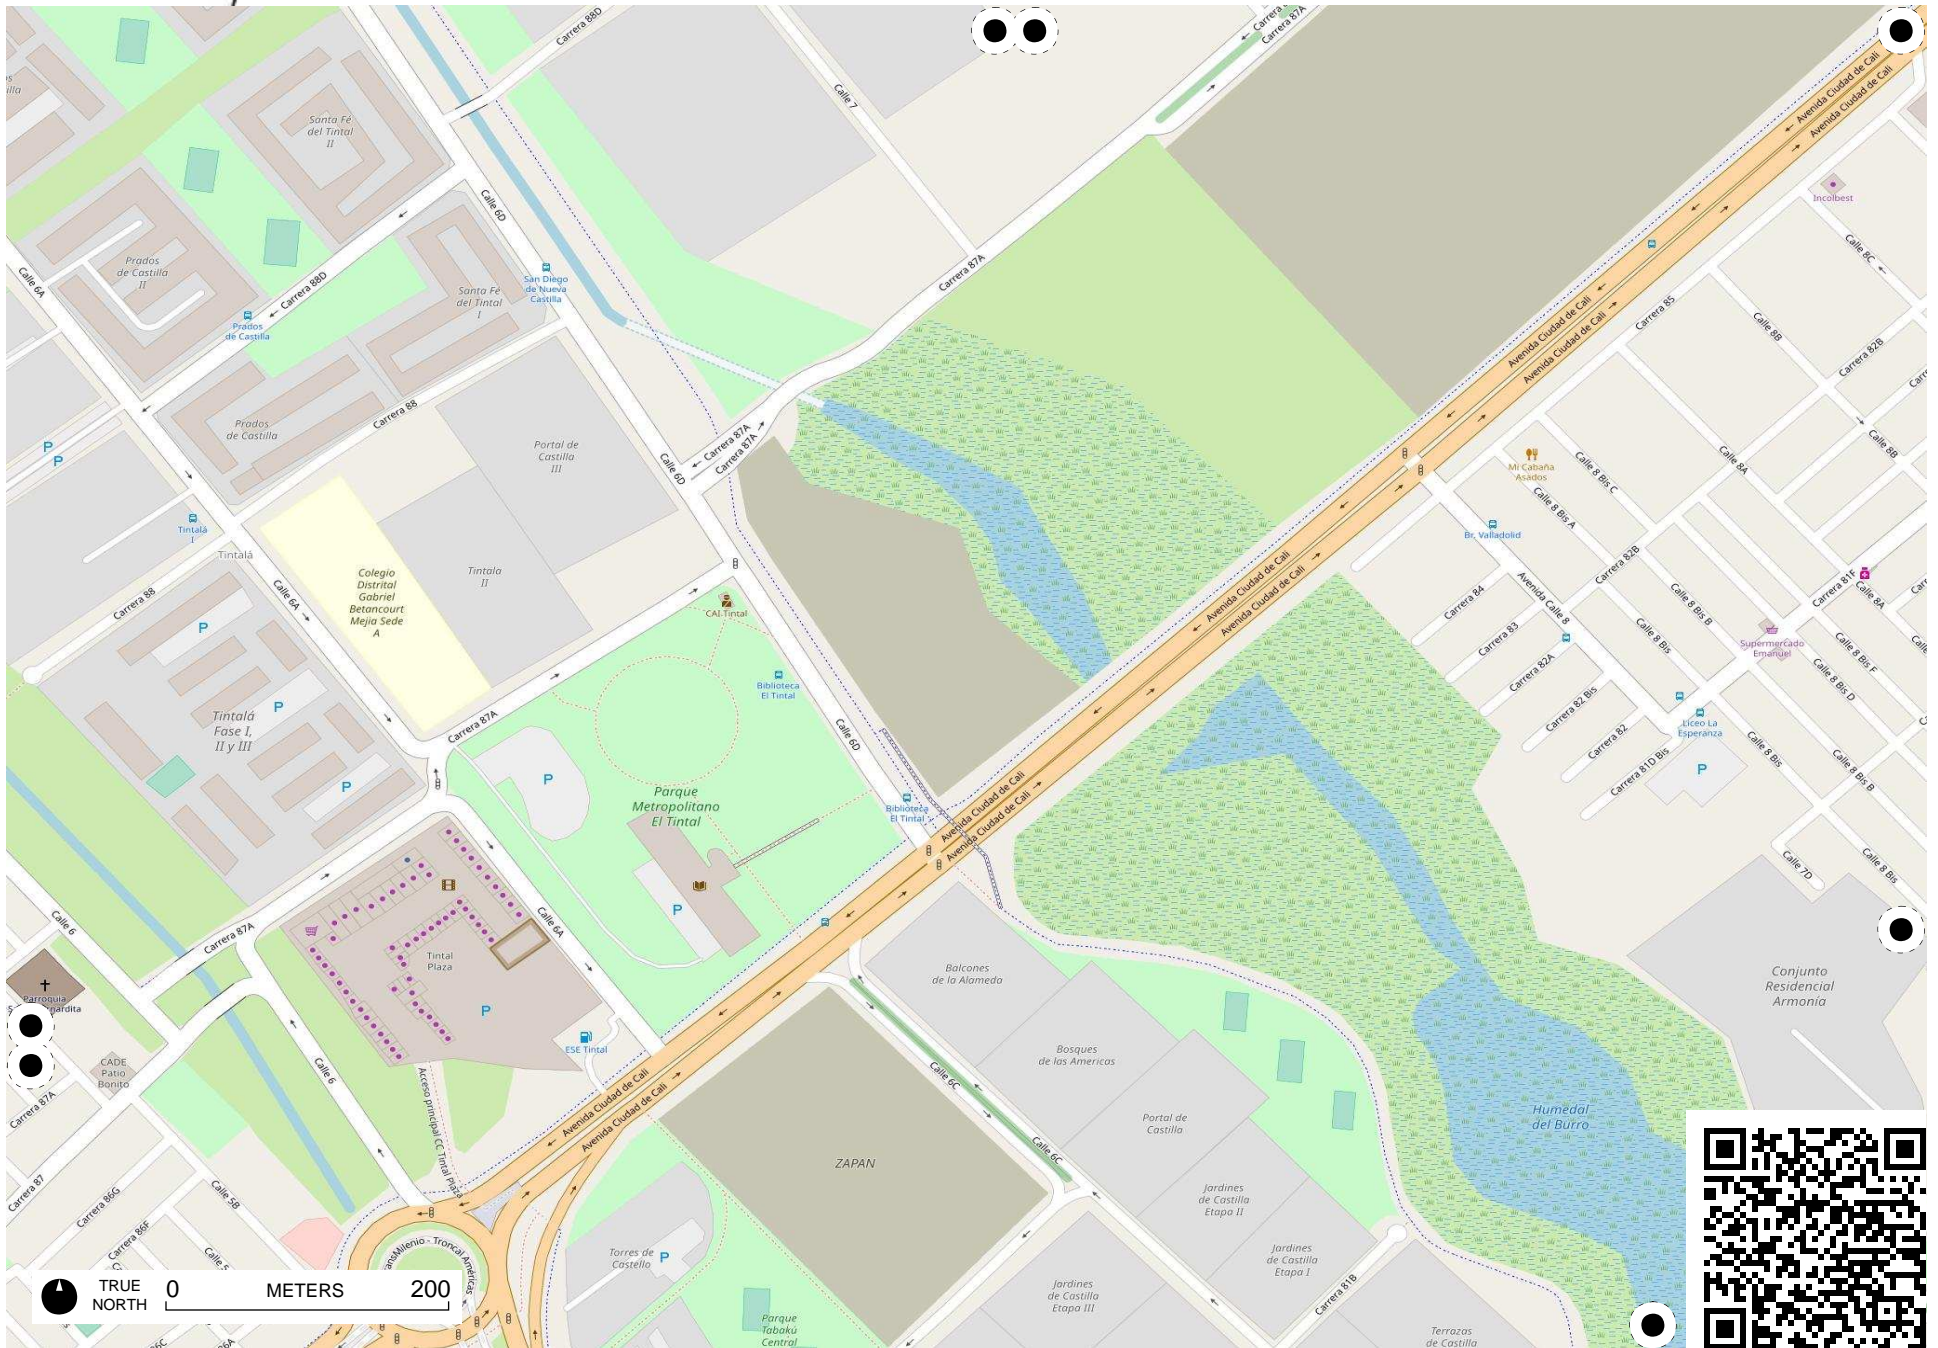 Carrera 88D
Carrera 87A
Calle 7
Avenida Ciudad de Cali
Avenida Ciudad de Cali
Santa Fé
del Tintal
II
Calle 6D
Incolbest
Calle 8C
Prados
de Castilla
II
Calle 6A
Carrera 88D
Santa Fé
del Tintal
I
San Diego
de Nueva
Castilla
Carrera 87A
Prados
de Castilla
Avenida Ciudad de Cali
Avenida Ciudad de Cali
Carrera 85
Calle 8B
Carrera 82B
Carrera 88
Prados
de Castilla
Portal de
Castilla
III
Carrera 87A
Carrera 87A
Calle 6D
P
P
Mi Cabaña
Asados
Calle 8 Bis C
Calle 8 Bis A
Calle 8A
Calle 8B
Tintalá
I
Tintalá
Br. Valladolid
Tintala
II
Colegio
Distrital
Gabriel
Betancourt
Mejia Sede
A
Carrera 88
Calle 6A
P
CAI Tintal
Avenida Ciudad de Cali
Avenida Ciudad de Cali
Carrera 84
Carrera 83
Carrera 82A
Carrera 82 Bis
Carrera 82
Carrera 81D Bis
Avenida Calle 8
Carrera 82B
Calle 8 Bis B
Calle 8 Bis
Carrera 81F
Calle 8A
Supermercado
Emanuel
Calle 8 Bis F
Calle 8 Bis D
Liceo La
Esperanza
P
Calle 8 Bis
Calle 8 Bis B
Biblioteca
El Tintal
Calle 6D
Carrera 87A
Tintalá
Fase I,
II y III
P
P
P
Parque
Metropolitano
El Tintal
Biblioteca
El Tintal
Avenida Ciudad de Cali
Avenida Ciudad de Cali
Calle 7D
Calle 8 Bis
P
Calle 6
Carrera 87A
Calle 6A
Tintal
Plaza
P
Balcones
de la Alameda
Conjunto
Residencial
Armonía
Parroquia
ESE Tintal
CADE
Patio
Bonito
Calle 6
Acceso principal CC Tintal Plaza
Carrera 87A
Bosques
de las Americas
Calle 6C
Calle 6C
Portal de
Castilla
Humedal
del Burro
Avenida Ciudad de Cali
Avenida Ciudad de Cali
ZAPAN
Carrera 87
Carrera 86G
Calle 5B
Carrera 86F
Jardines
de Castilla
Etapa II
Jardines
de Castilla
Etapa I
Torres de
Castello
P
Jardines
de Castilla
Etapa III
Carrera 81B
Parque
Tabakú
Central
Terrazas
de Castilla
TRUE
NORTH
0 METERS 200